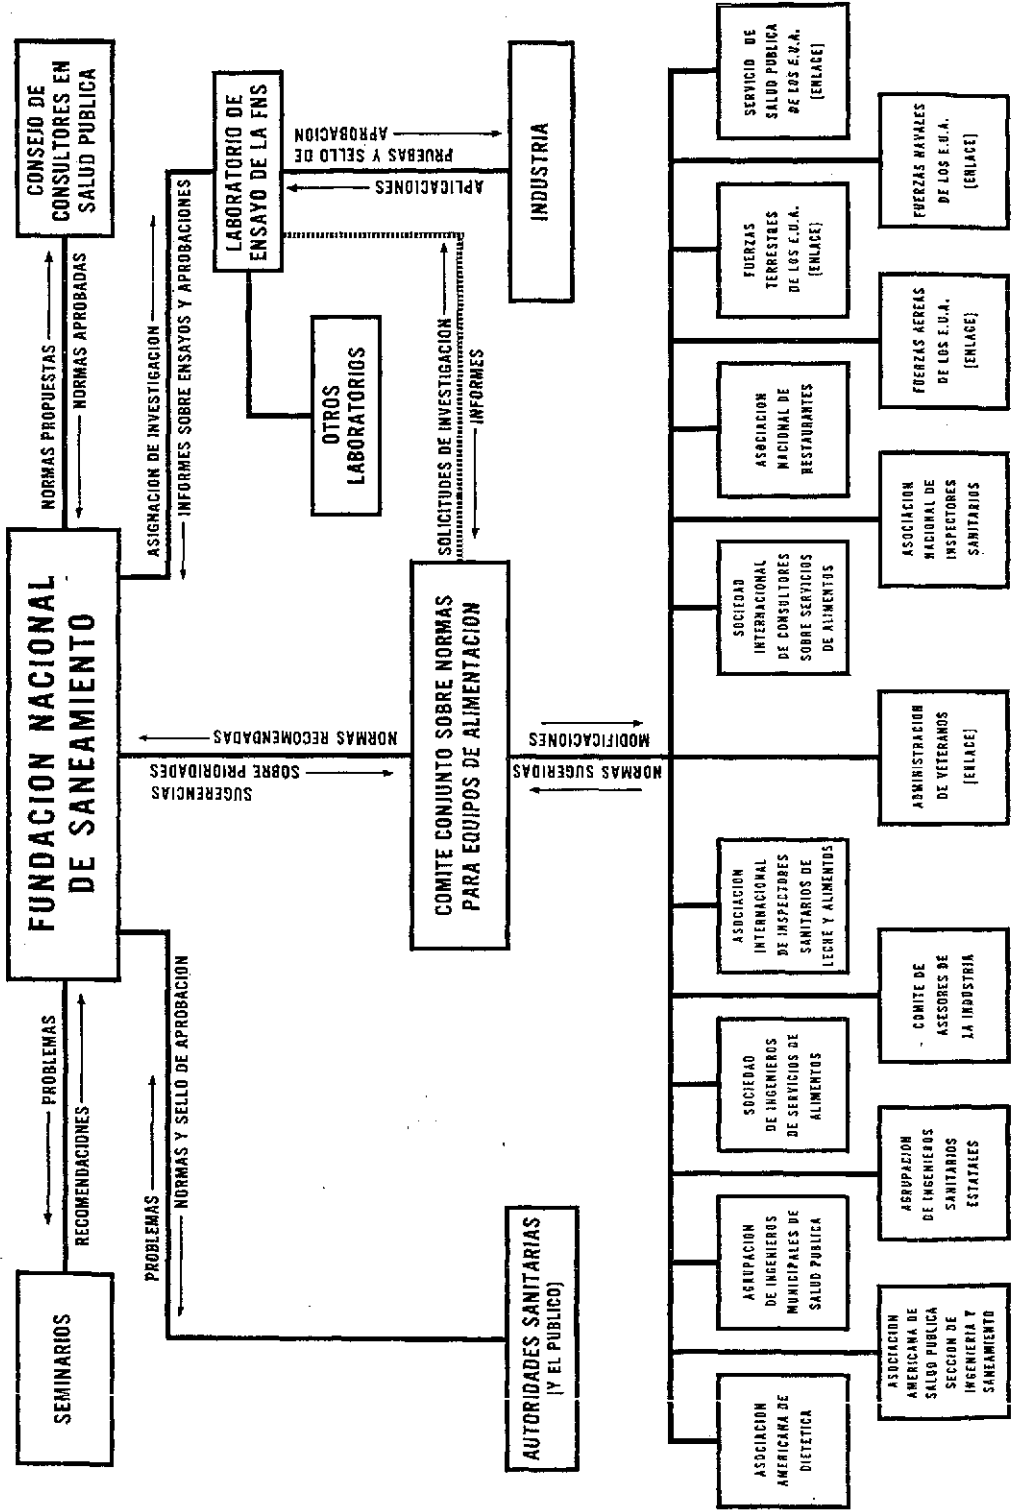 FUNDACION NACIONAL
DE SANEAMIENTO
SEMINARIOS
PROBLEMAS
RECOMENDACIONES
NORMAS PROPUESTAS
NORMAS APROBADAS
CONSEJO DE
CONSULTORES EN
SALUD PUBLICA
PROBLEMAS
NORMAS Y SELLO DE APROBACION
AUTORIDADES SANITARIAS
(Y EL PUBLICO)
SUGERENCIAS
SOBRE PRIORIDADES
NORMAS RECOMENDADAS
ASIGNACION DE INVESTIGACION
INFORMES SOBRE ENSAYOS Y APROBACIONES
LABORATORIO DE
ENSAYO DE LA FNS
OTROS
LABORATORIOS
APLICACIONES
PRUEBAS Y SELLO DE
APROBACION
INDUSTRIA
COMITE CONJUNTO SOBRE NORMAS
PARA EQUIPOS DE ALIMENTACION
SOLICITUDES DE INVESTIGACION
INFORMES
NORMAS SUGERIDAS
MODIFICACIONES
ASOCIACION
AMERICANA DE
DIETETICA
AGRUPACION
DE INGENIEROS
MUNICIPALES DE
SALUD PUBLICA
SOCIEDAD
DE INGENIEROS
DE SERVICIOS DE
ALIMENTOS
ASOCIACION
INTERNACIONAL
DE INSPECTORES
SANITARIOS DE
LECHE Y ALIMENTOS
SOCIEDAD
INTERNACIONAL
DE CONSULTORES
SOBRE SERVICIOS
DE ALIMENTOS
ASOCIACION
NACIONAL DE
RESTAURANTES
FUERZAS
TERRESTRES
DE LOS E.U.A.
[ENLACE]
SERVICIO DE
SALUD PUBLICA
DE LOS E.U.A.
[ENLACE]
ASOCIACION
AMERICANA DE
SALUD PUBLICA
SECCION DE
INGENIERIA Y
SANEAMIENTO
AGRUPACION
DE INGENIEROS
SANITARIOS
ESTATALES
COMITE DE
ASESORES DE
LA INDUSTRIA
ADMINISTRACION
DE VETERANOS
[ENLACE]
ASOCIACION
NACIONAL DE
INSPECTORES
SANITARIOS
FUERZAS AEREAS
DE LOS E.U.A.
[ENLACE]
FUERZAS NAVALES
DE LOS E.U.A.
[ENLACE]